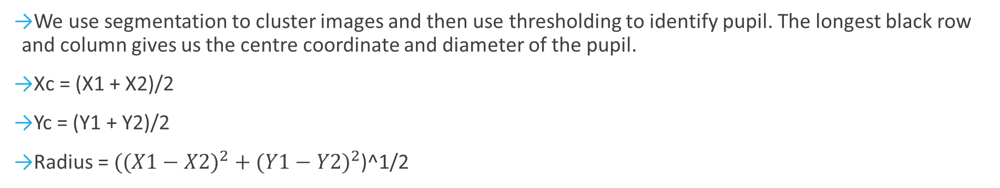 →We use segmentation to cluster images and then use thresholding to identify pupil. The longest black row
and column gives us the centre coordinate and diameter of the pupil.
→Xc = (X1 + X2)/2
→Yc = (Y1 + Y2)/2
→Radius = ((X1 − X2)² + (Y1 − Y2)²)^1/2